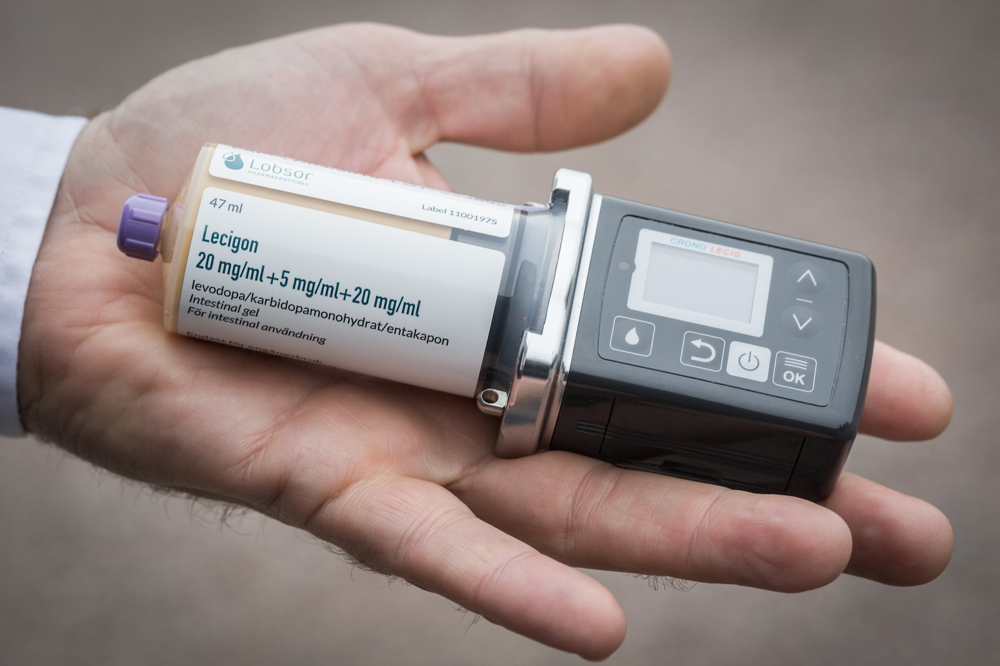 Lobsor
PHARMACEUTICALS
47 ml
Label 11001975
Lecigon
20 mg/ml+5 mg/ml+20 mg/ml
levodopa/karbidopamonohydrat/entakapon
Intestinal gel
För intestinal användning
Endast för engångsbruk
CRONO LECIG
OK